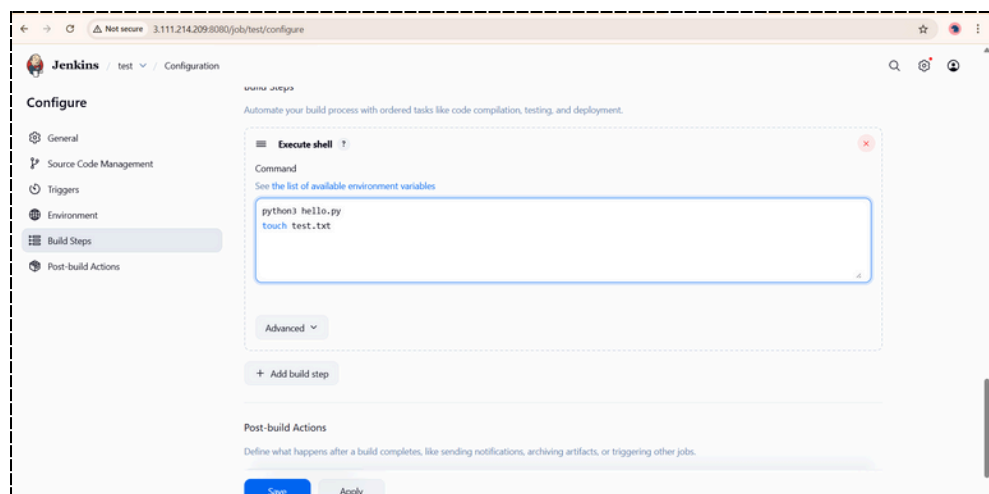 Not secure 3.111.214.209:8080/job/test/configure
Jenkins / test / Configuration
Configure
General
Source Code Management
Triggers
Environment
Build Steps
Post-build Actions
Build Steps
Automate your build process with ordered tasks like code compilation, testing, and deployment.
Execute shell ?
Command
See the list of available environment variables
python3 hello.py
touch test.txt
Advanced
+ Add build step
Post-build Actions
Define what happens after a build completes, like sending notifications, archiving artifacts, or triggering other jobs.
Save Apply